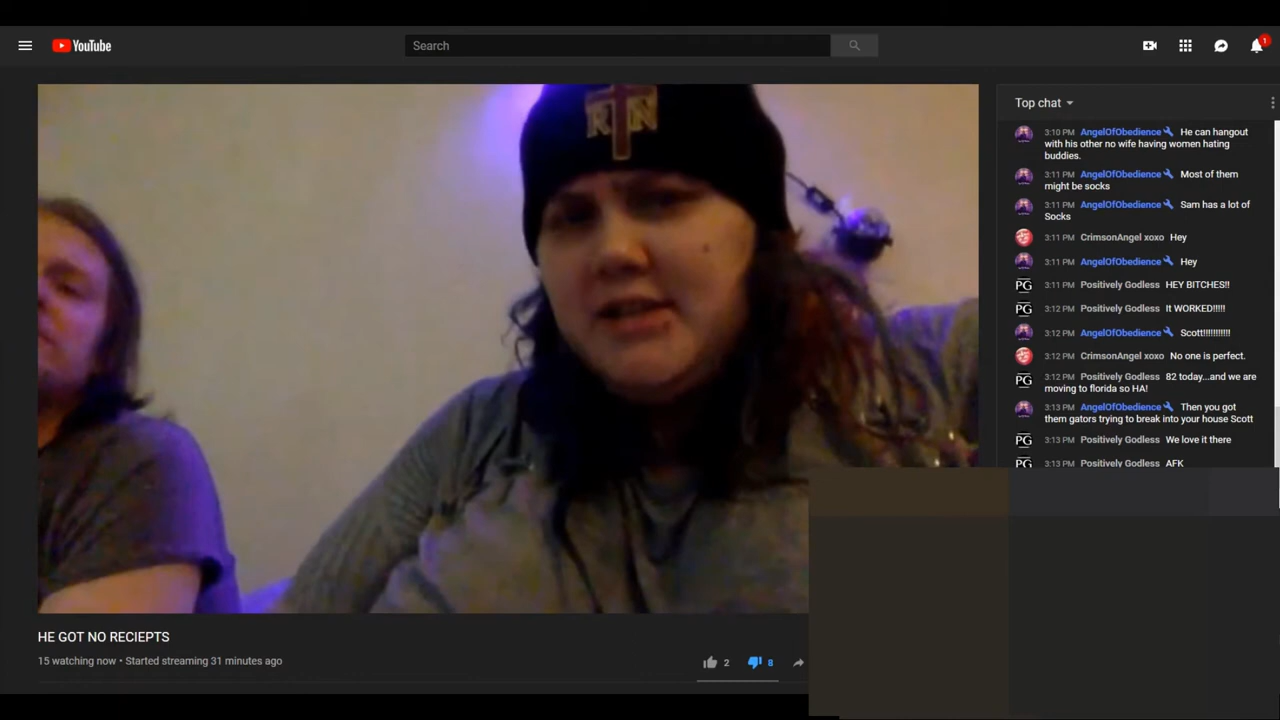 YouTube
Search
1
R N
Top chat
3:10 PM AngelOfObedience He can hangout
with his other no wife having women hating
buddies.
3:11 PM AngelOfObedience Most of them
might be socks
3:11 PM AngelOfObedience Sam has a lot of
Socks
3:11 PM CrimsonAngel xoxo Hey
3:11 PM AngelOfObedience Hey
PG 3:11 PM Positively Godless HEY BITCHES!!
PG 3:12 PM Positively Godless It WORKED!!!!!
3:12 PM AngelOfObedience Scott!!!!!!!!!!!
3:12 PM CrimsonAngel xoxo No one is perfect.
PG 3:12 PM Positively Godless 82 today...and we are
moving to florida so HA!
3:13 PM AngelOfObedience Then you got
them gators trying to break into your house Scott
PG 3:13 PM Positively Godless We love it there
PG 3:13 PM Positively Godless AFK
HE GOT NO RECIEPTS
15 watching now • Started streaming 31 minutes ago
2
8